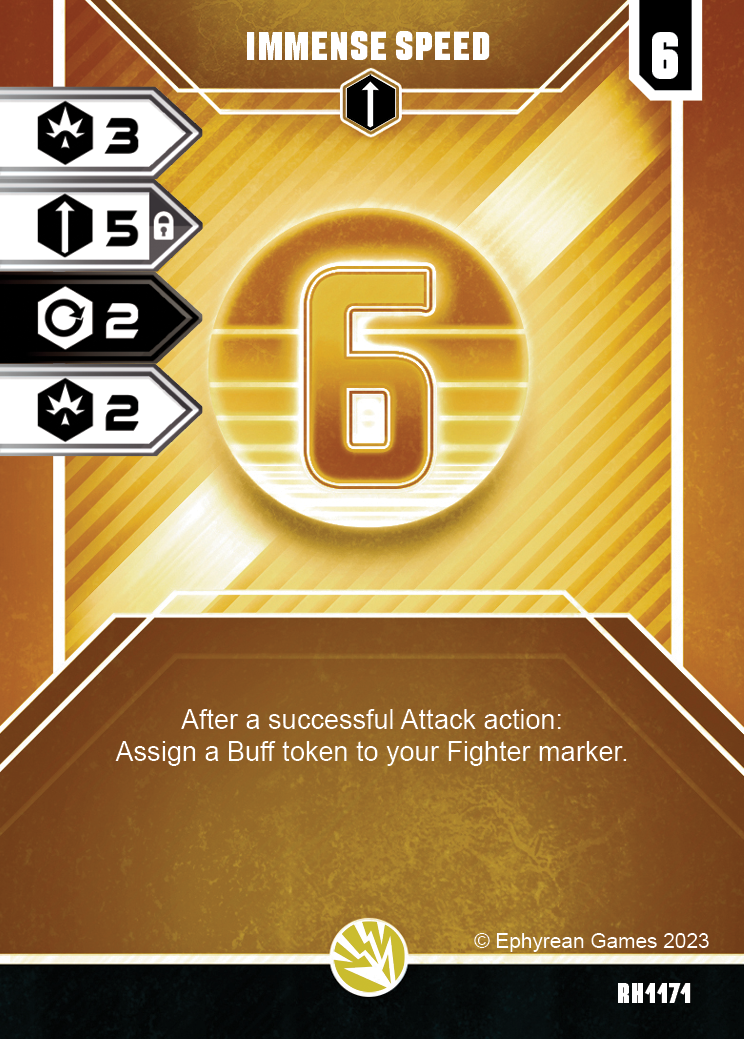 IMMENSE SPEED
6
3
5
2
2
6
After a successful Attack action:
Assign a Buff token to your Fighter marker.
© Ephyrean Games 2023
RH1171